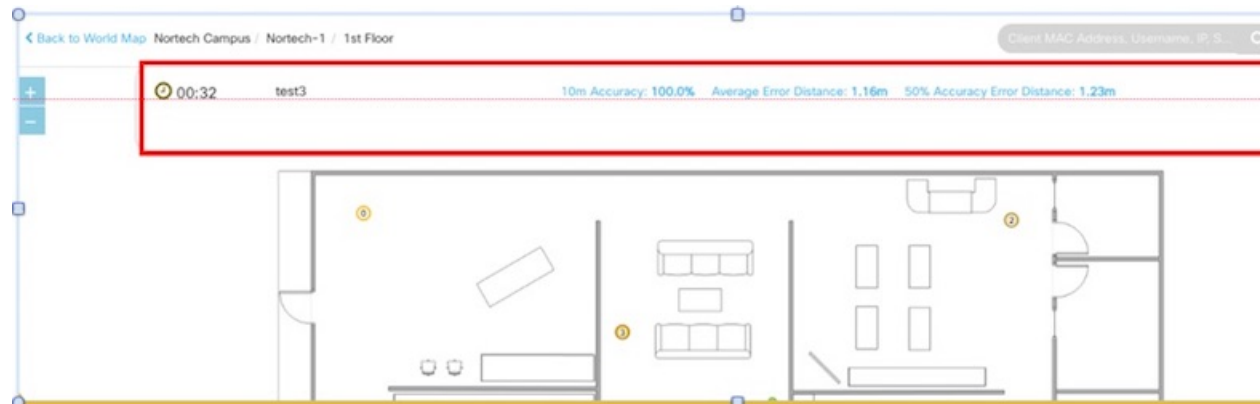 Back to World Map Nortech Campus / Nortech-1 / 1st Floor
Client MAC Address, Username, IP, S...
+
00:32 test3 10m Accuracy: 100.0% Average Error Distance: 1.16m 50% Accuracy Error Distance: 1.23m
−
0
2
3